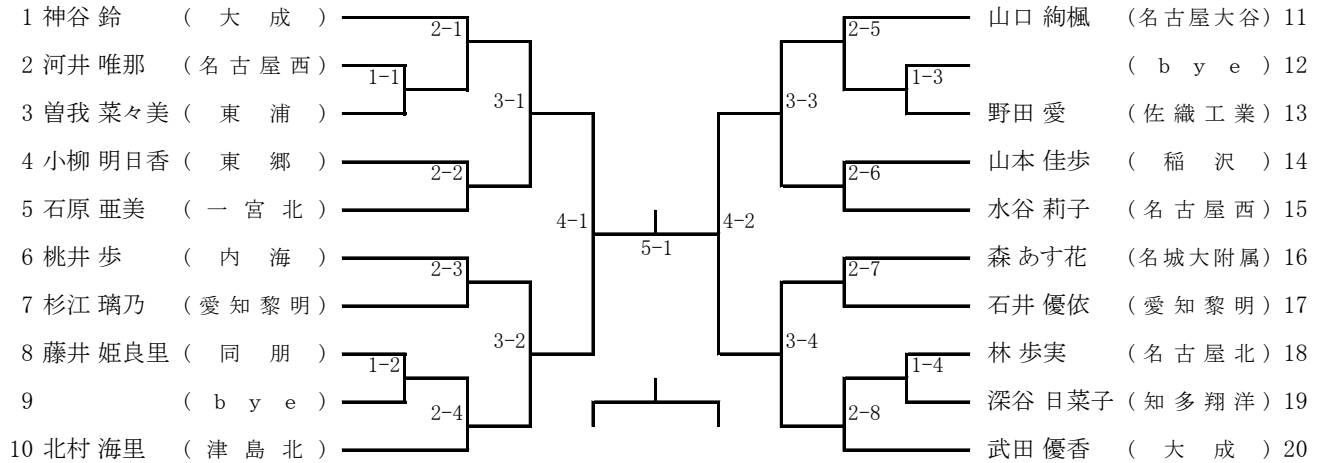 1 神谷 鈴 ( 大 成 )
2 河井 唯那 ( 名 古 屋 西 )
3 曽我 菜々美 ( 東 浦 )
4 小柳 明日香 ( 東 郷 )
5 石原 亜美 ( 一 宮 北 )
6 桃井 歩 ( 内 海 )
7 杉江 璃乃 ( 愛 知 黎 明 )
8 藤井 姫良里 ( 同 朋 )
9 ( b y e )
10 北村 海里 ( 津 島 北 )
2-1
1-1
3-1
2-2
4-1
2-3
3-2
1-2
2-4
5-1
2-5
1-3
3-3
2-6
4-2
2-7
3-4
1-4
2-8
山口 絢楓 (名古屋大谷) 11
( b y e ) 12
野田 愛 ( 佐 織 工 業 ) 13
山本 佳歩 ( 稲 沢 ) 14
水谷 莉子 ( 名 古 屋 西 ) 15
森 あす花 (名城大附属) 16
石井 優依 ( 愛 知 黎 明 ) 17
林 歩実 ( 名 古 屋 北 ) 18
深谷 日菜子 ( 知 多 翔 洋 ) 19
武田 優香 ( 大 成 ) 20